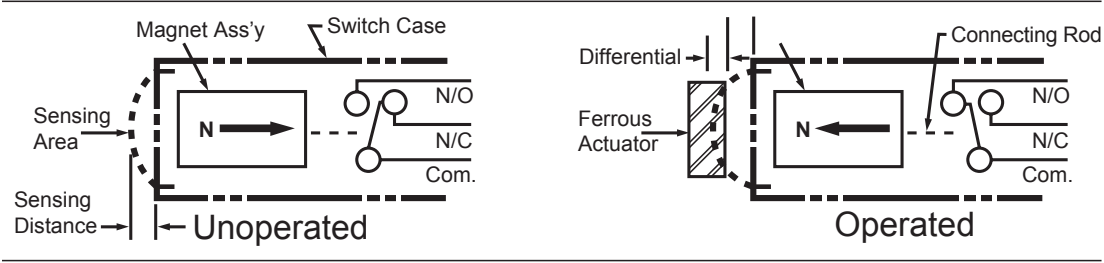 Magnet Ass'y
Switch Case
Sensing
Area
N
N/O
N/C
Com.
Sensing
Distance
Unoperated
Differential
Connecting Rod
Ferrous
Actuator
N
N/O
N/C
Com.
Operated